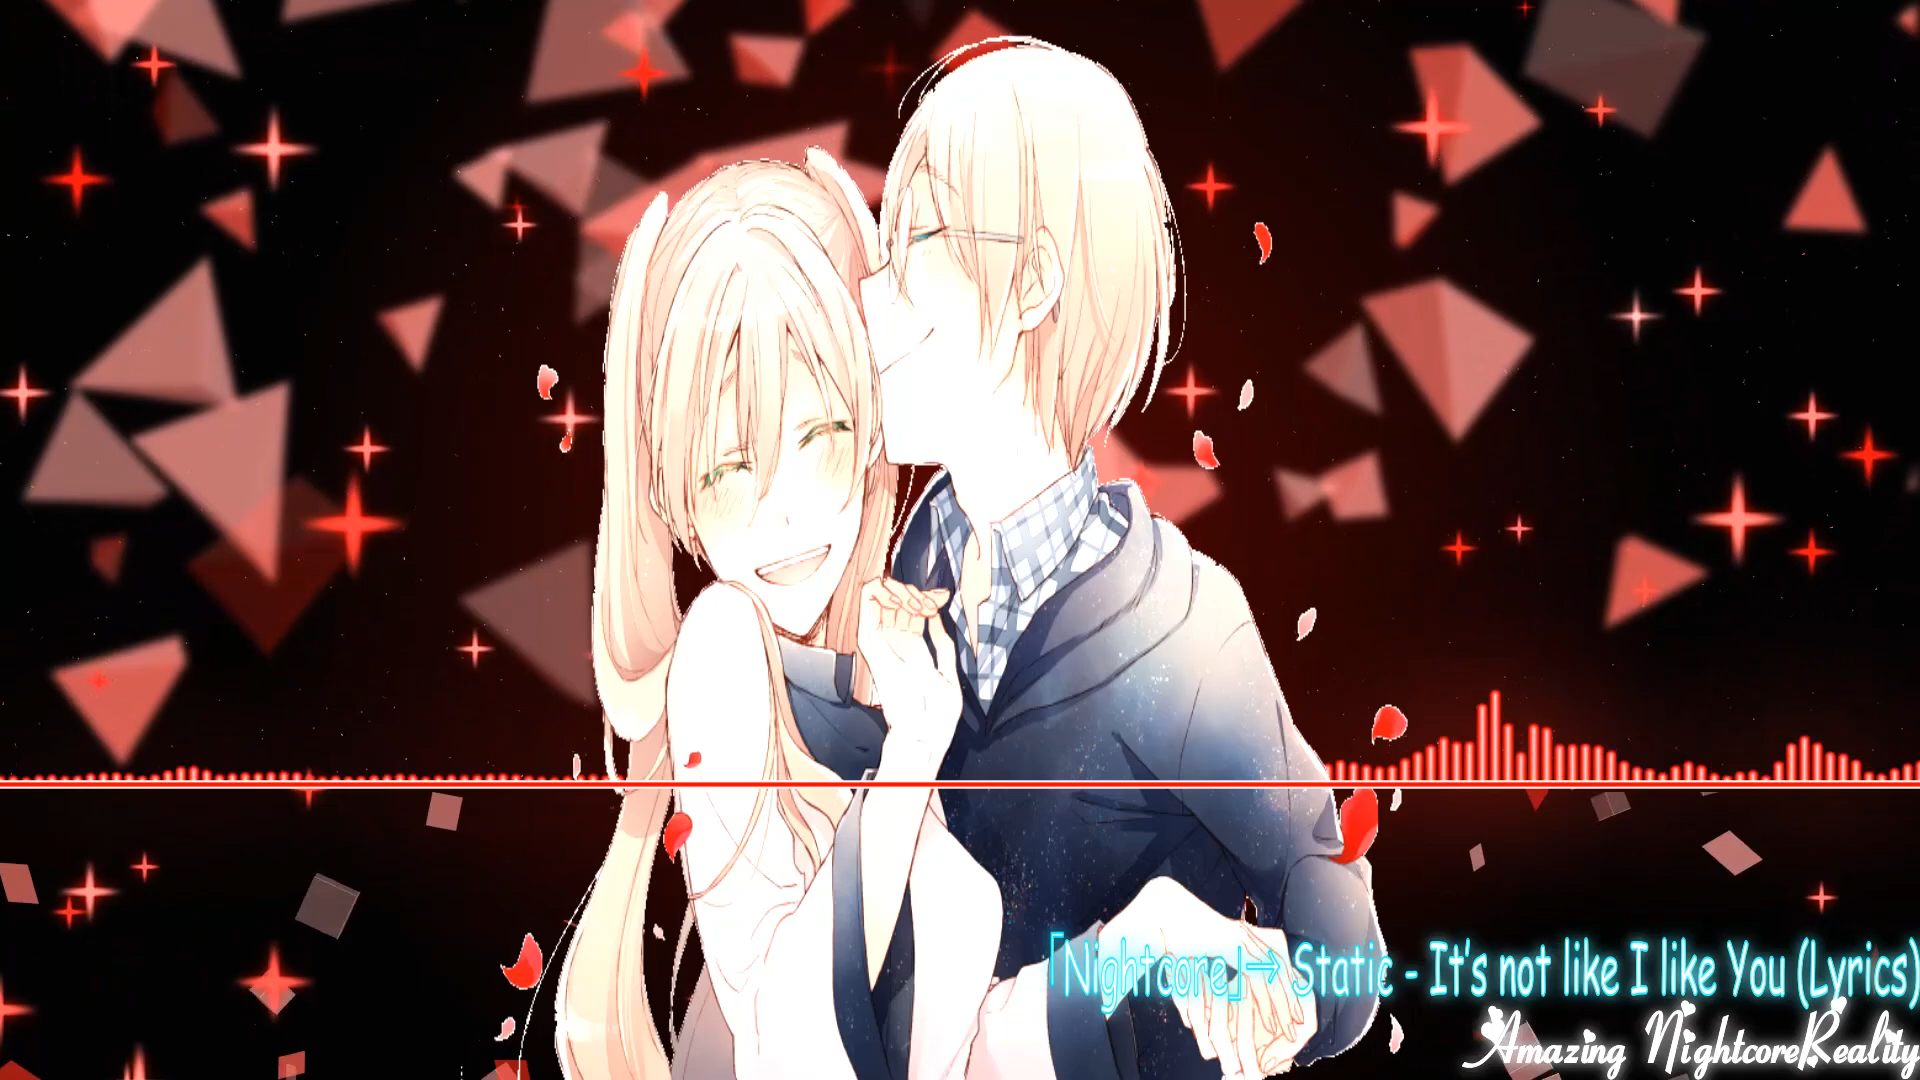 「Nightcore」→ Static - It's not like I like You (Lyrics)
Amazing NightcoreReality